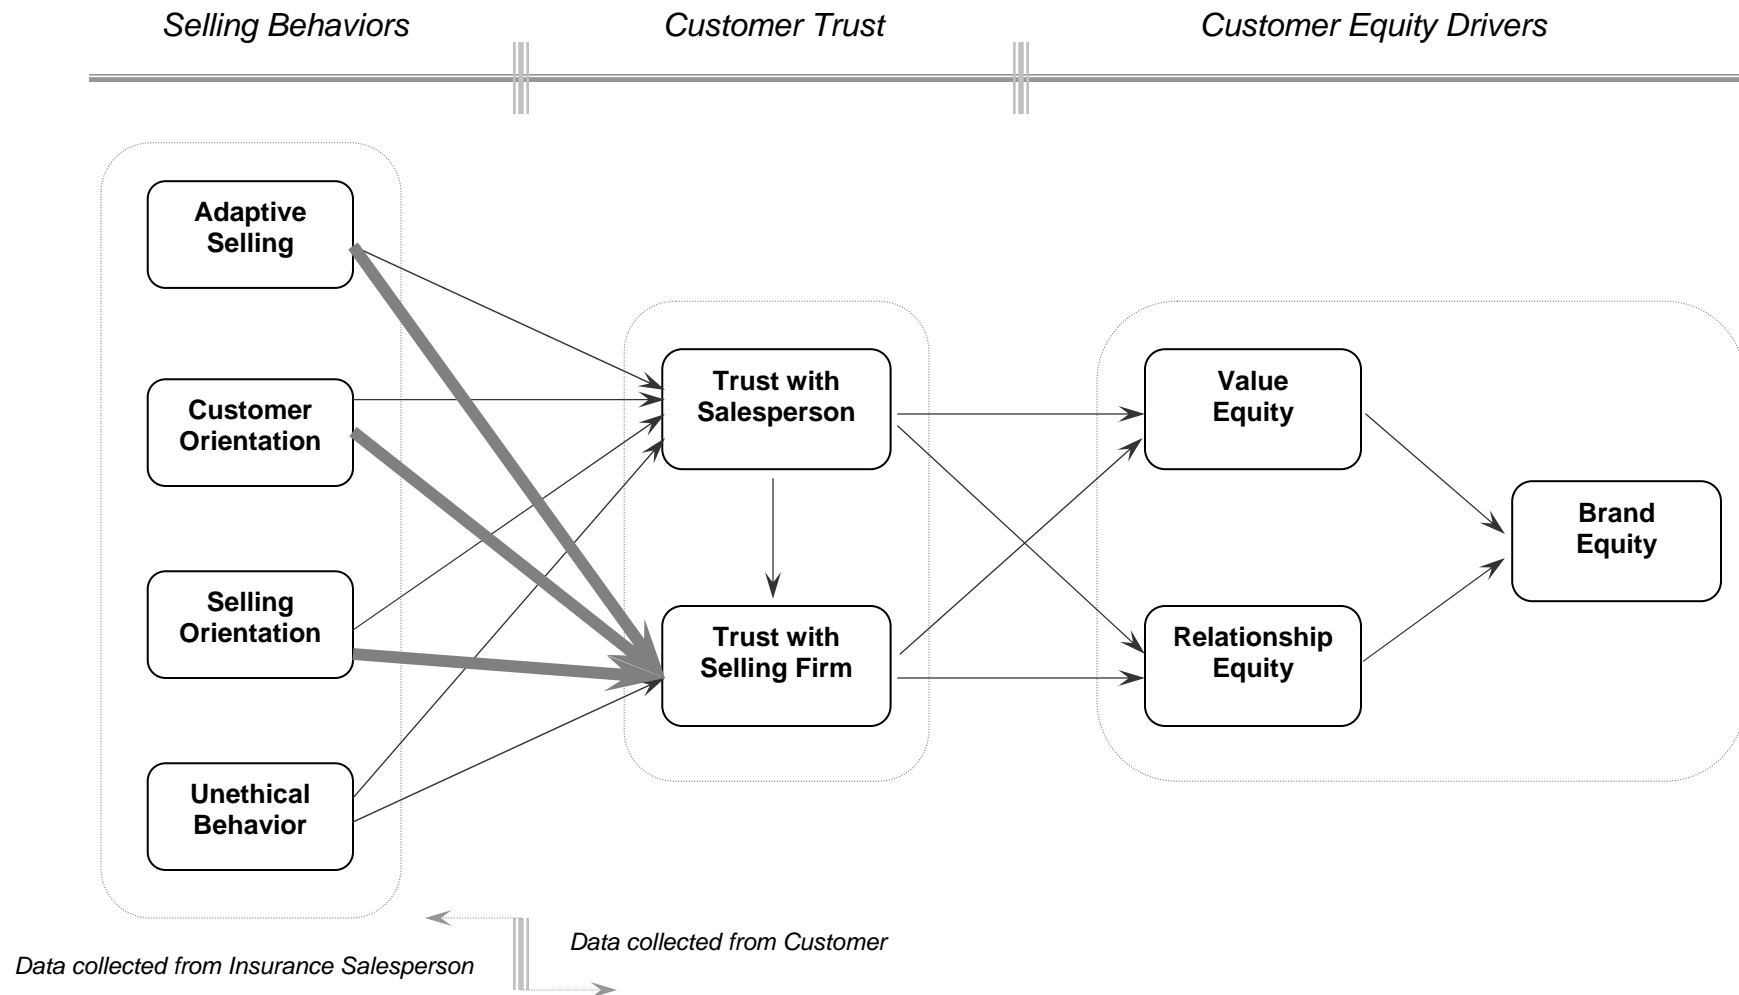 Selling Behaviors
Customer Trust
Customer Equity Drivers
Adaptive
Selling
Customer
Orientation
Selling
Orientation
Unethical
Behavior
Trust with
Salesperson
Trust with
Selling Firm
Value
Equity
Relationship
Equity
Brand
Equity
Data collected from Customer
Data collected from Insurance Salesperson